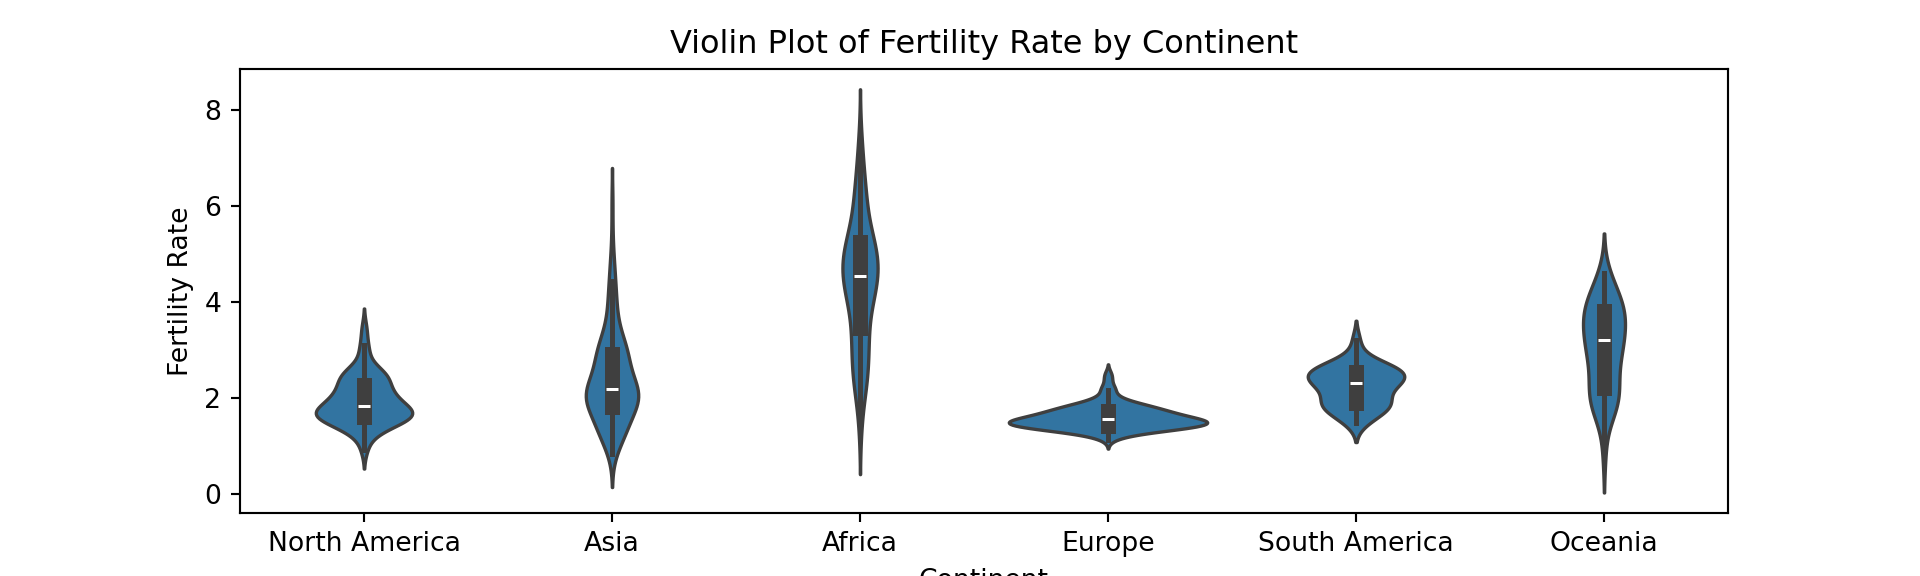 Violin Plot of Fertility Rate by Continent
Fertility Rate
8
6
4
2
0
North America Asia Africa Europe South America Oceania
Continent